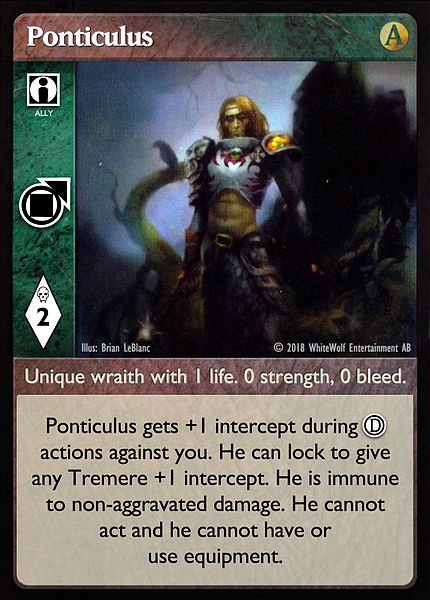 Ponticulus
A
ALLY
2
Illus: Brian LeBlanc
© 2018 WhiteWolf Entertainment AB
Unique wraith with 1 life. 0 strength, 0 bleed.
Ponticulus gets +1 intercept during Ⓓ
actions against you. He can lock to give
any Tremere +1 intercept. He is immune
to non-aggravated damage. He cannot
act and he cannot have or
use equipment.